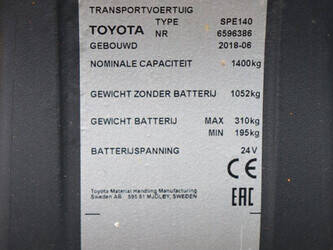 TRANSPORTVOERTUIG
TOYOTA TYPE SPE140
NR 6596386
GEBOUWD 2018-06
NOMINALE CAPACITEIT 1400kg
GEWICHT ZONDER BATTERIJ 1052kg
GEWICHT BATTERIJ MAX 310kg
MIN 195kg
BATTERIJSPANNING 24V
CE
Toyota Material Handling Manufacturing
Sweden AB 595 81 MJÖLBY, SWEDEN
EAC